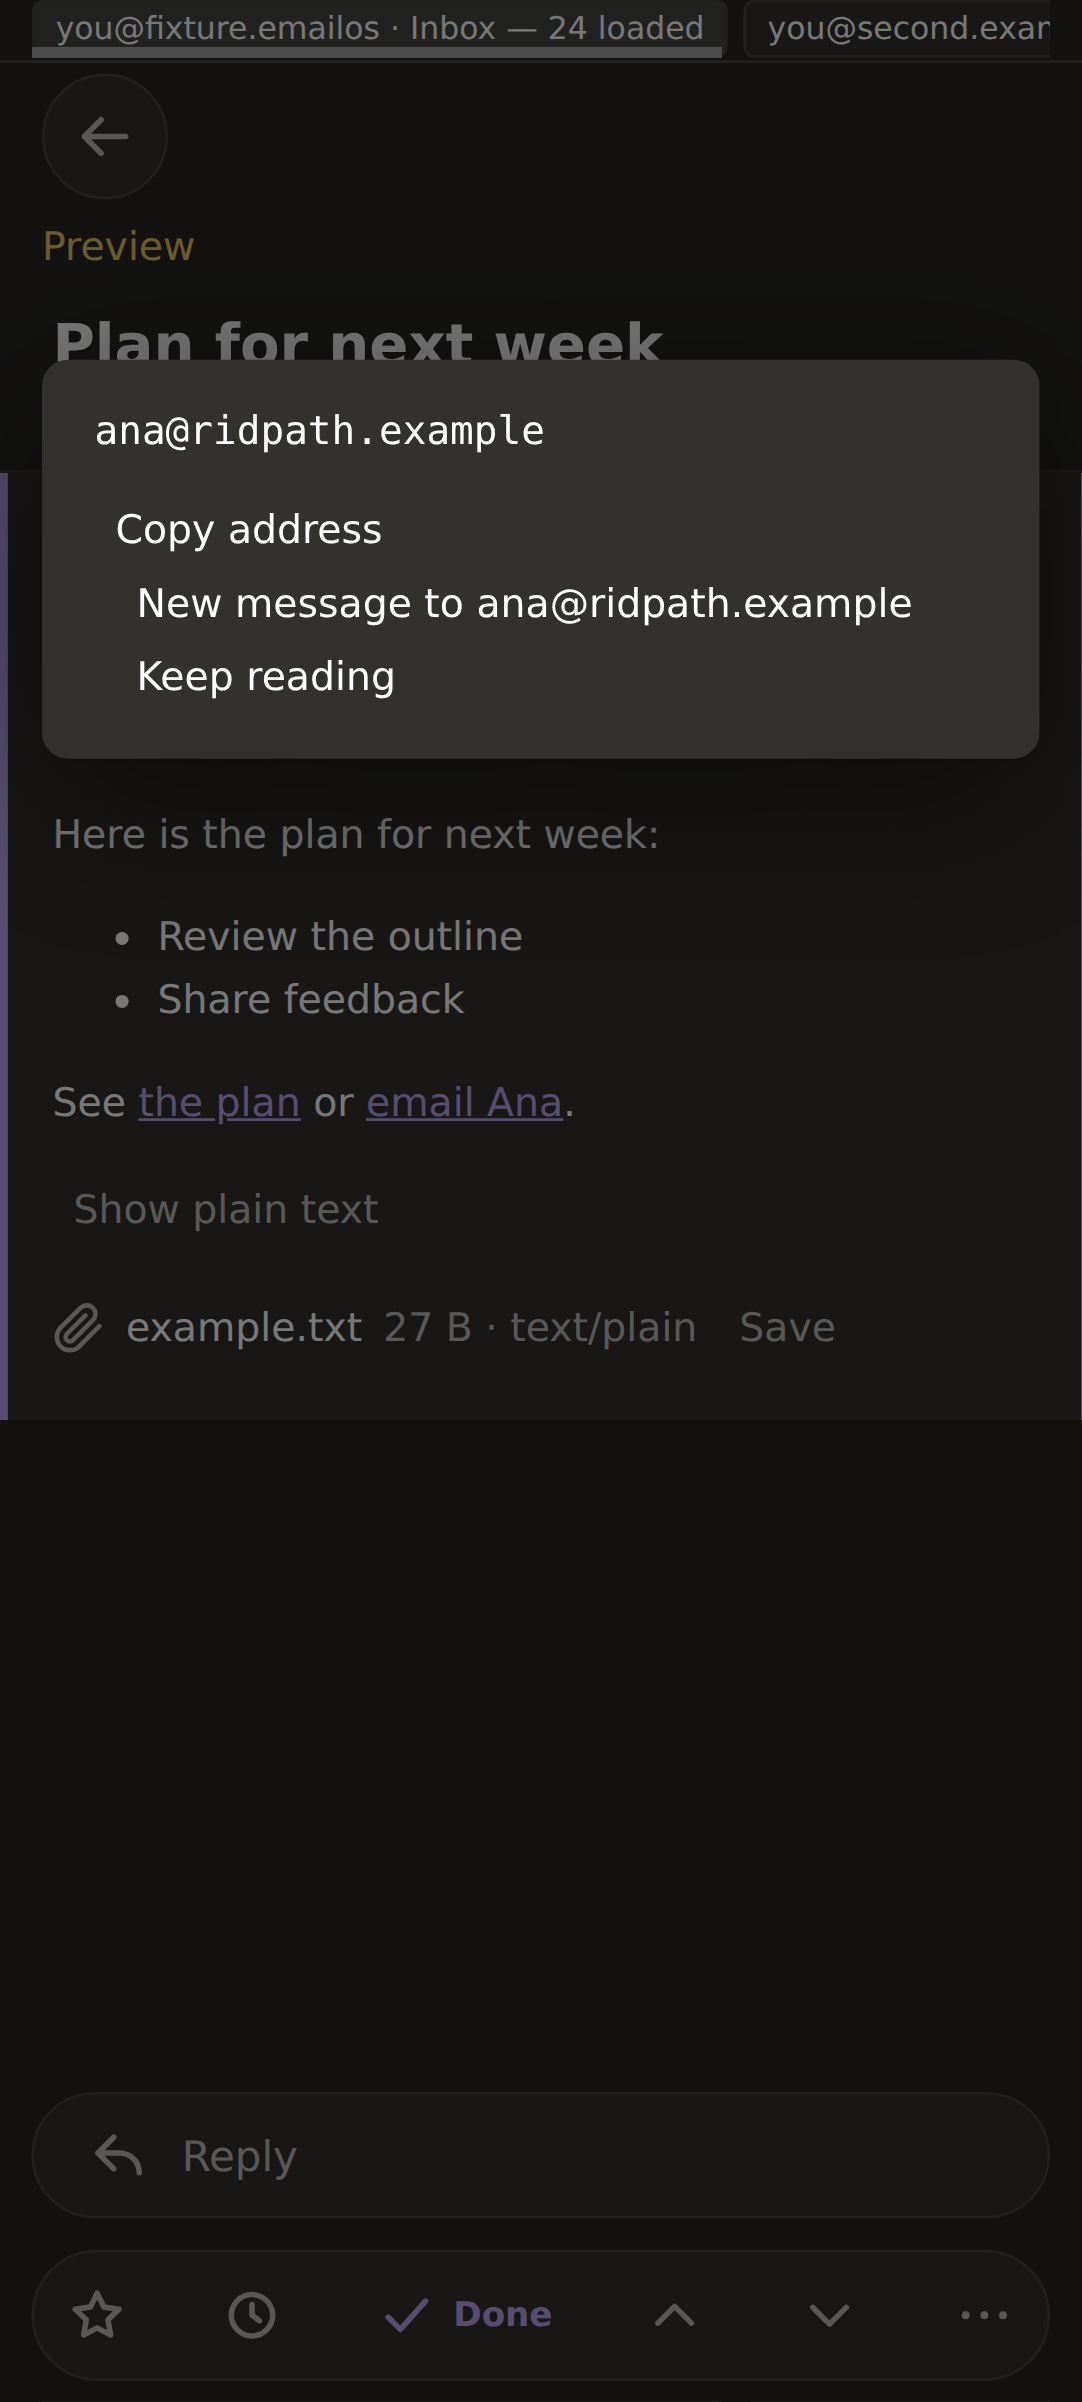 you@fixture.emailos · Inbox — 24 loaded
you@second.exam
Preview
Plan for next week
ana@ridpath.example
Copy address
New message to ana@ridpath.example
Keep reading
Here is the plan for next week:
• Review the outline
• Share feedback
See the plan or email Ana.
Show plain text
example.txt 27 B · text/plain Save
Reply
Done